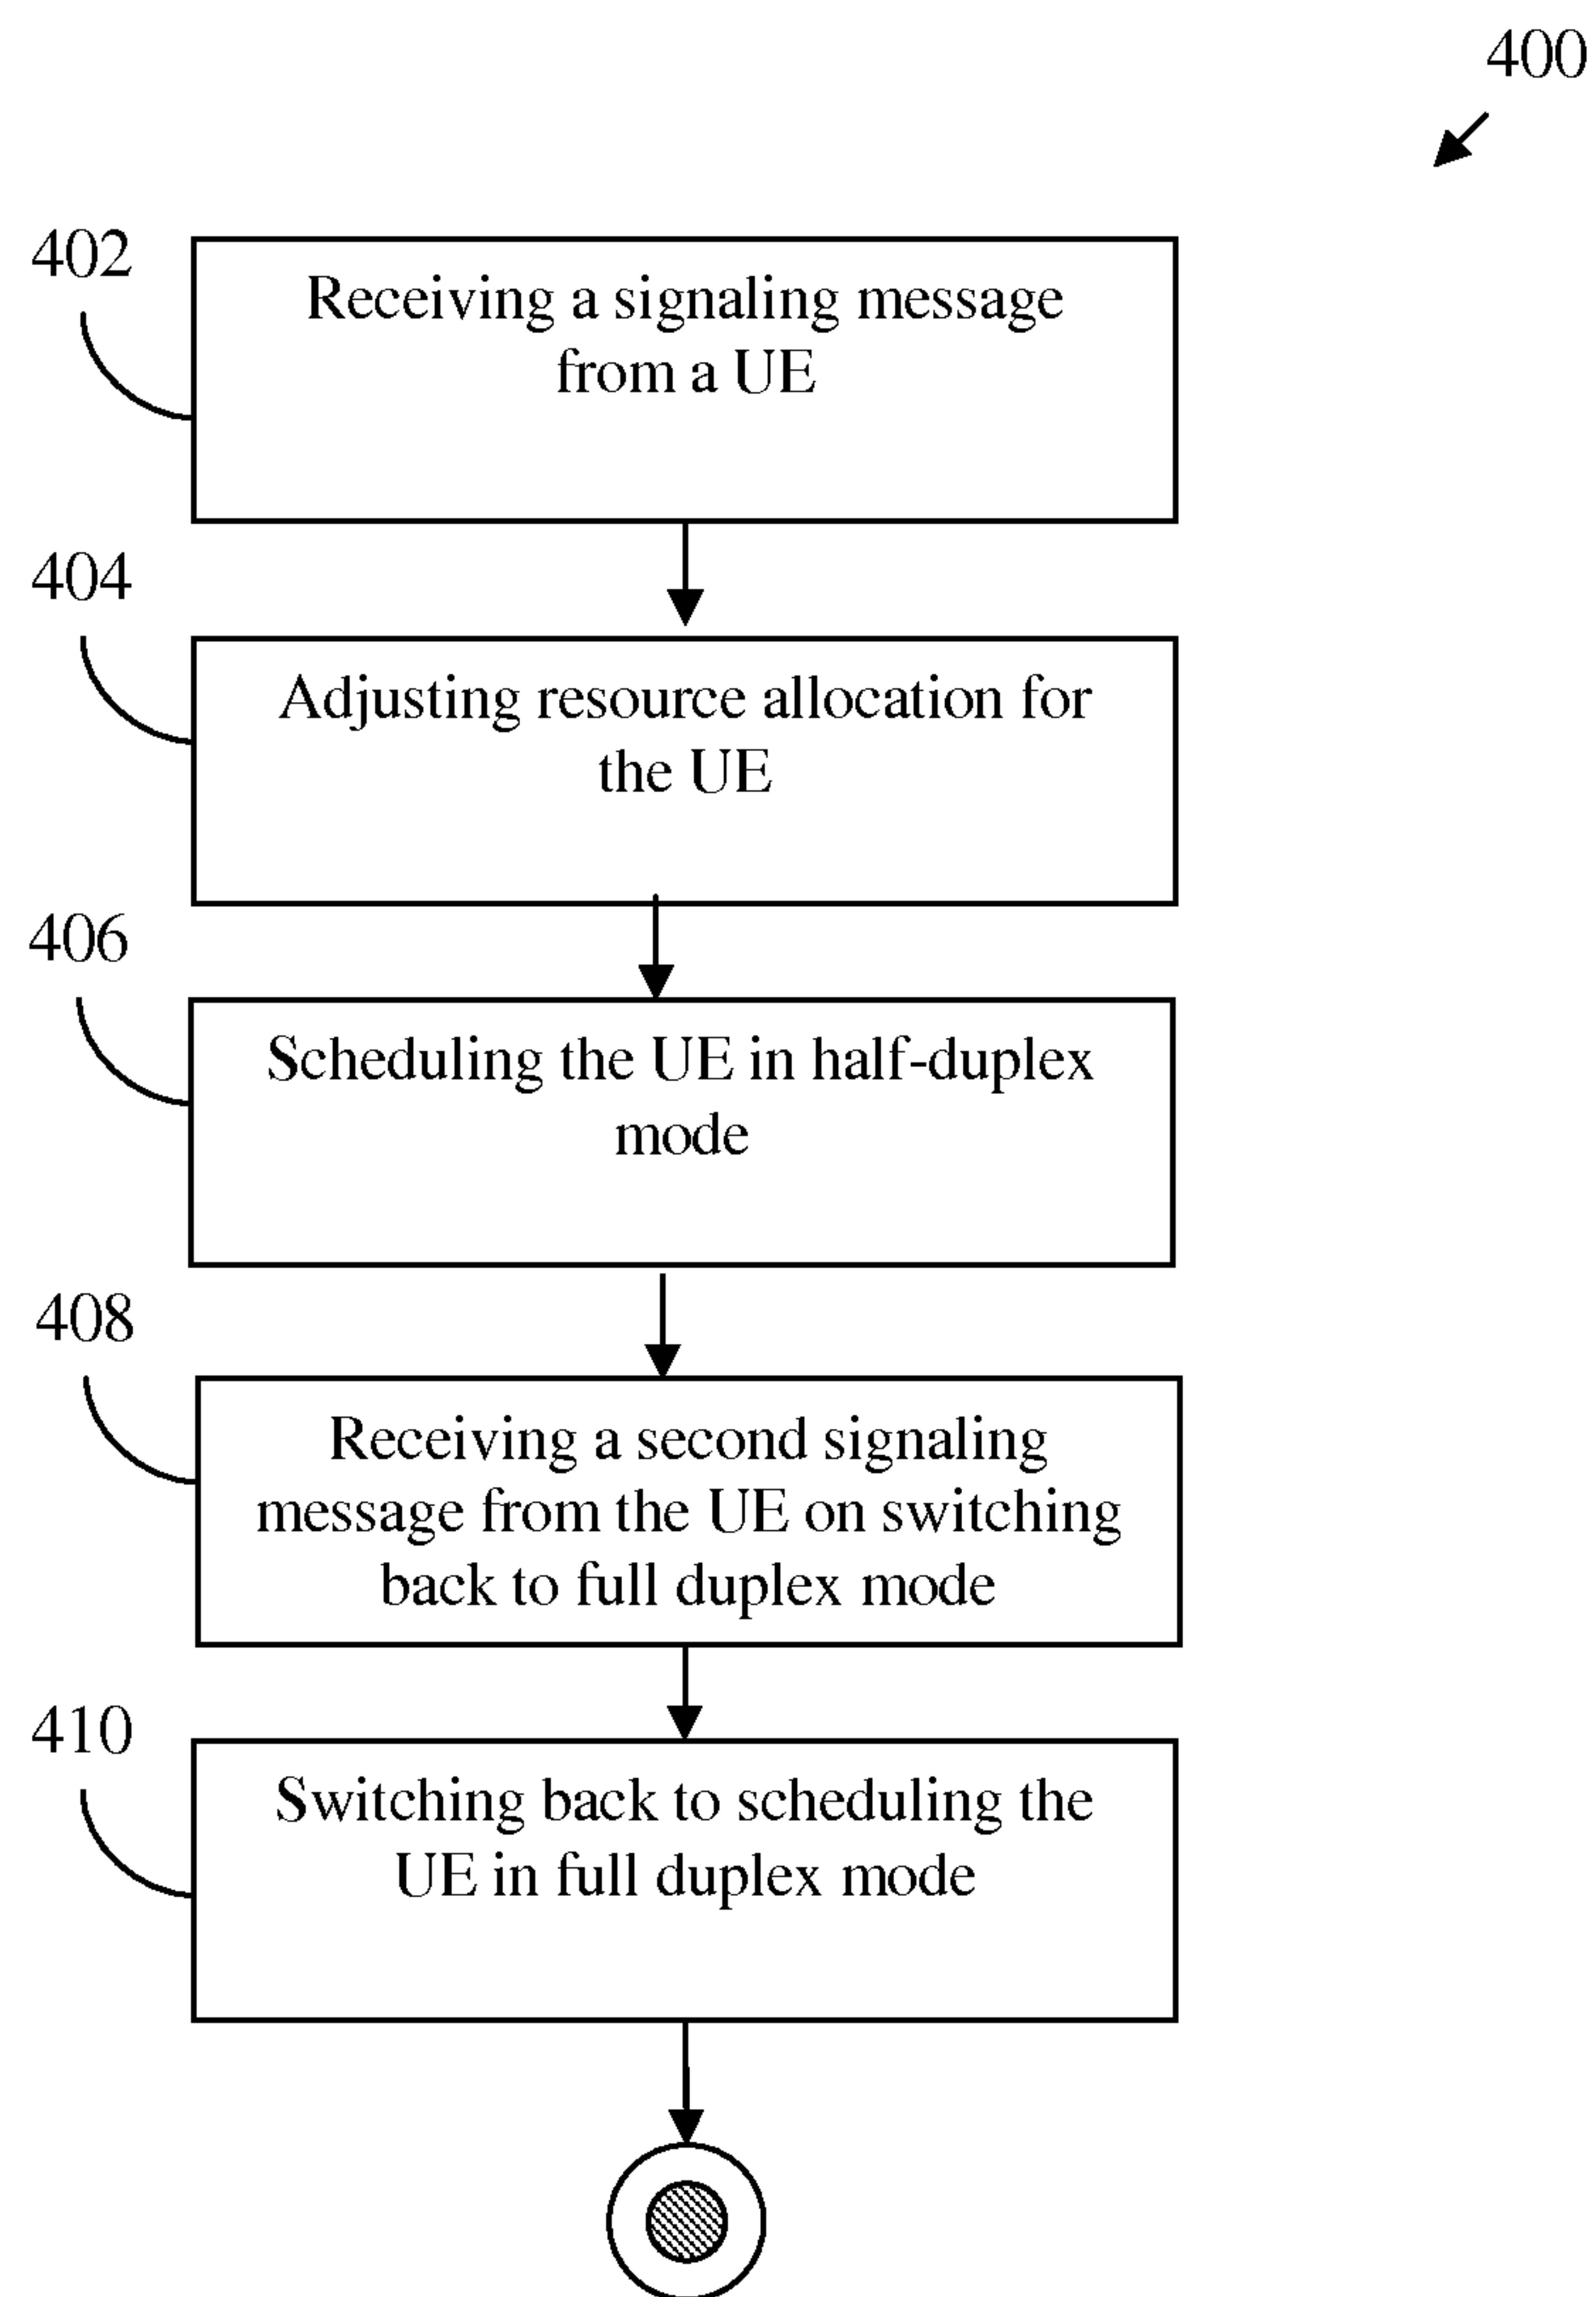 400
402
Receiving a signaling message
from a UE
404
Adjusting resource allocation for
the UE
406
Scheduling the UE in half-duplex
mode
408
Receiving a second signaling
message from the UE on switching
back to full duplex mode
410
Switching back to scheduling the
UE in full duplex mode